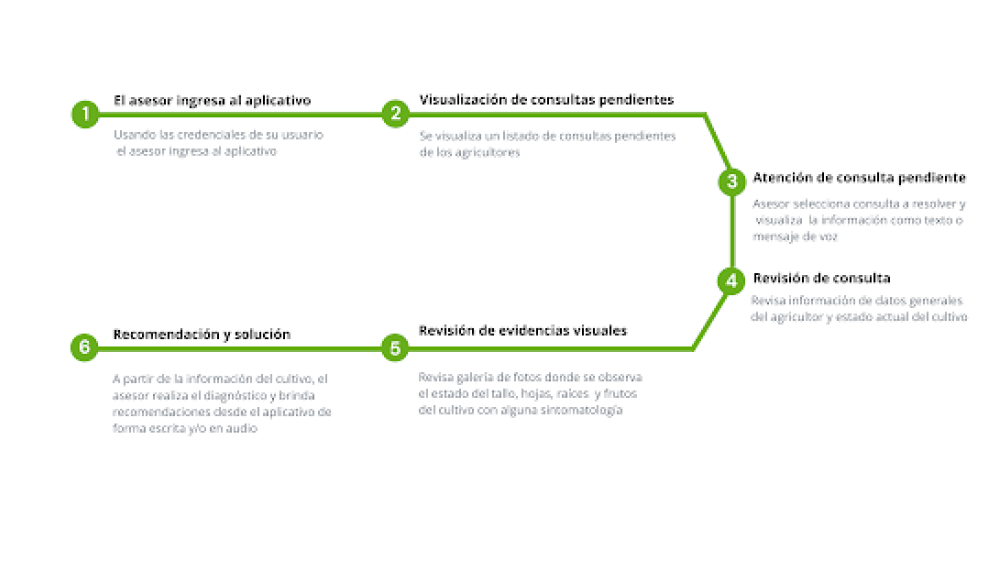 1
El asesor ingresa al aplicativo
Usando las credenciales de su usuario
el asesor ingresa al aplicativo
2
Visualización de consultas pendientes
Se visualiza un listado de consultas pendientes
de los agricultores
3
Atención de consulta pendiente
Asesor selecciona consulta a resolver y
visualiza la información como texto o
mensaje de voz
4
Revisión de consulta
Revisa información de datos generales
del agricultor y estado actual del cultivo
5
Revisión de evidencias visuales
Revisa galería de fotos donde se observa
el estado del tallo, hojas, raíces y frutos
del cultivo con alguna sintomatología
6
Recomendación y solución
A partir de la información del cultivo, el
asesor realiza el diagnóstico y brinda
recomendaciones desde el aplicativo de
forma escrita y/o en audio